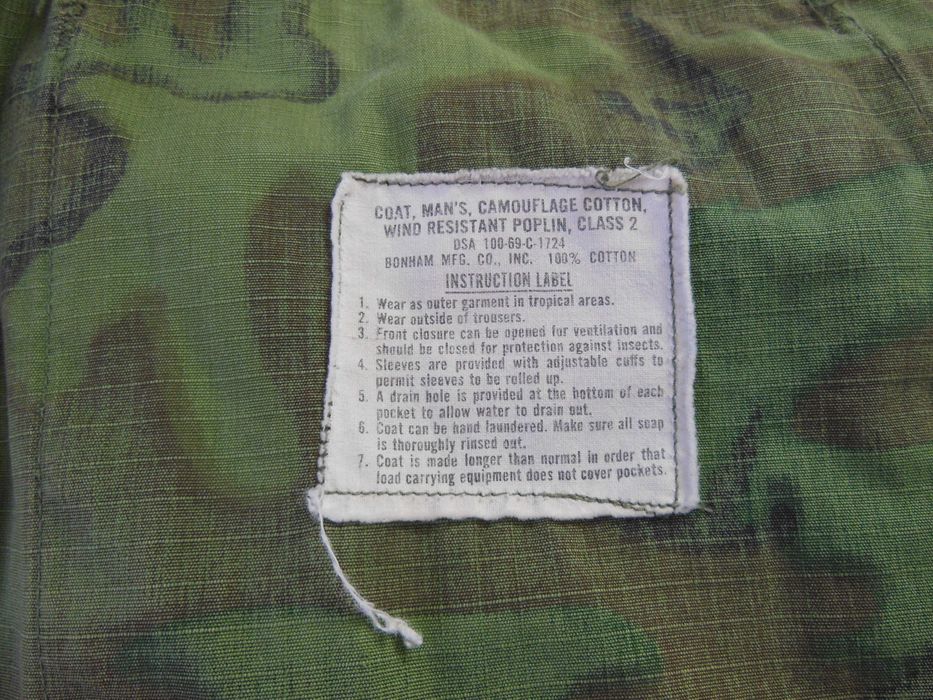 COAT, MAN'S, CAMOUFLAGE COTTON,
WIND RESISTANT POPLIN, CLASS 2
DSA 100-69-C-1724
BONHAM MFG. CO., INC. 100% COTTON
INSTRUCTION LABEL
1. Wear as outer garment in tropical areas.
2. Wear outside of trousers.
3. Front closure can be opened for ventilation and
should be closed for protection against insects.
4. Sleeves are provided with adjustable cuffs to
permit sleeves to be rolled up.
5. A drain hole is provided at the bottom of each
pocket to allow water to drain out.
6. Coat can be hand laundered. Make sure all soap
is thoroughly rinsed out.
7. Coat is made longer than normal in order that
load carrying equipment does not cover pockets.